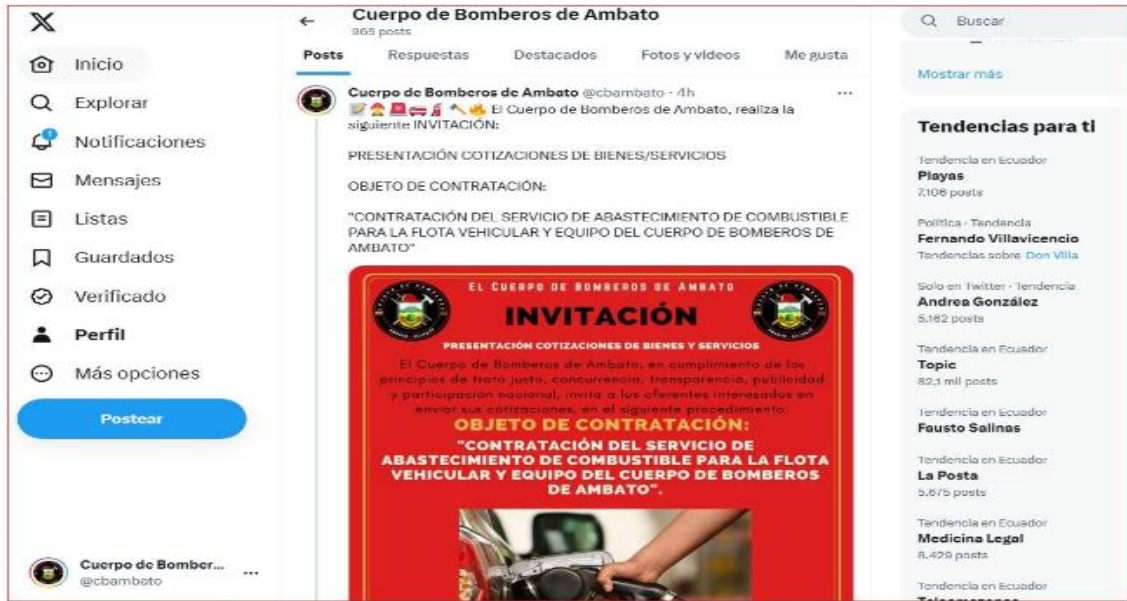 X
Inicio
Explorar
Notificaciones
Mensajes
Listas
Guardados
Verificado
Perfil
Más opciones
Postear
Cuerpo de Bomber...
@cbambato
Cuerpo de Bomberos de Ambato
965 posts
Posts Respuestas Destacados Fotos y videos Me gusta
Cuerpo de Bomberos de Ambato @cbambato · 4h
El Cuerpo de Bomberos de Ambato, realiza la
siguiente INVITACIÓN:
PRESENTACIÓN COTIZACIONES DE BIENES/SERVICIOS
OBJETO DE CONTRATACIÓN:
"CONTRATACIÓN DEL SERVICIO DE ABASTECIMIENTO DE COMBUSTIBLE
PARA LA FLOTA VEHICULAR Y EQUIPO DEL CUERPO DE BOMBEROS DE
AMBATO"
EL CUERPO DE BOMBEROS DE AMBATO
INVITACIÓN
PRESENTACIÓN COTIZACIONES DE BIENES Y SERVICIOS
El Cuerpo de Bomberos de Ambato, en cumplimiento de los
principios de trato justo, concurrencia, transparencia, publicidad
y participación nacional, invita a los oferentes interesados en
enviar sus cotizaciones, en el siguiente procedimiento:
OBJETO DE CONTRATACIÓN:
"CONTRATACIÓN DEL SERVICIO DE
ABASTECIMIENTO DE COMBUSTIBLE PARA LA FLOTA
VEHICULAR Y EQUIPO DEL CUERPO DE BOMBEROS
DE AMBATO".
Buscar
Mostrar más
Tendencias para ti
Tendencia en Ecuador
Playas
7.106 posts
Política · Tendencia
Fernando Villavicencio
Tendencias sobre Don Villa
Solo en Twitter · Tendencia
Andrea González
5.162 posts
Tendencia en Ecuador
Topic
82,1 mil posts
Tendencia en Ecuador
Fausto Salinas
Tendencia en Ecuador
La Posta
5.675 posts
Tendencia en Ecuador
Medicina Legal
8.429 posts
Tendencia en Ecuador